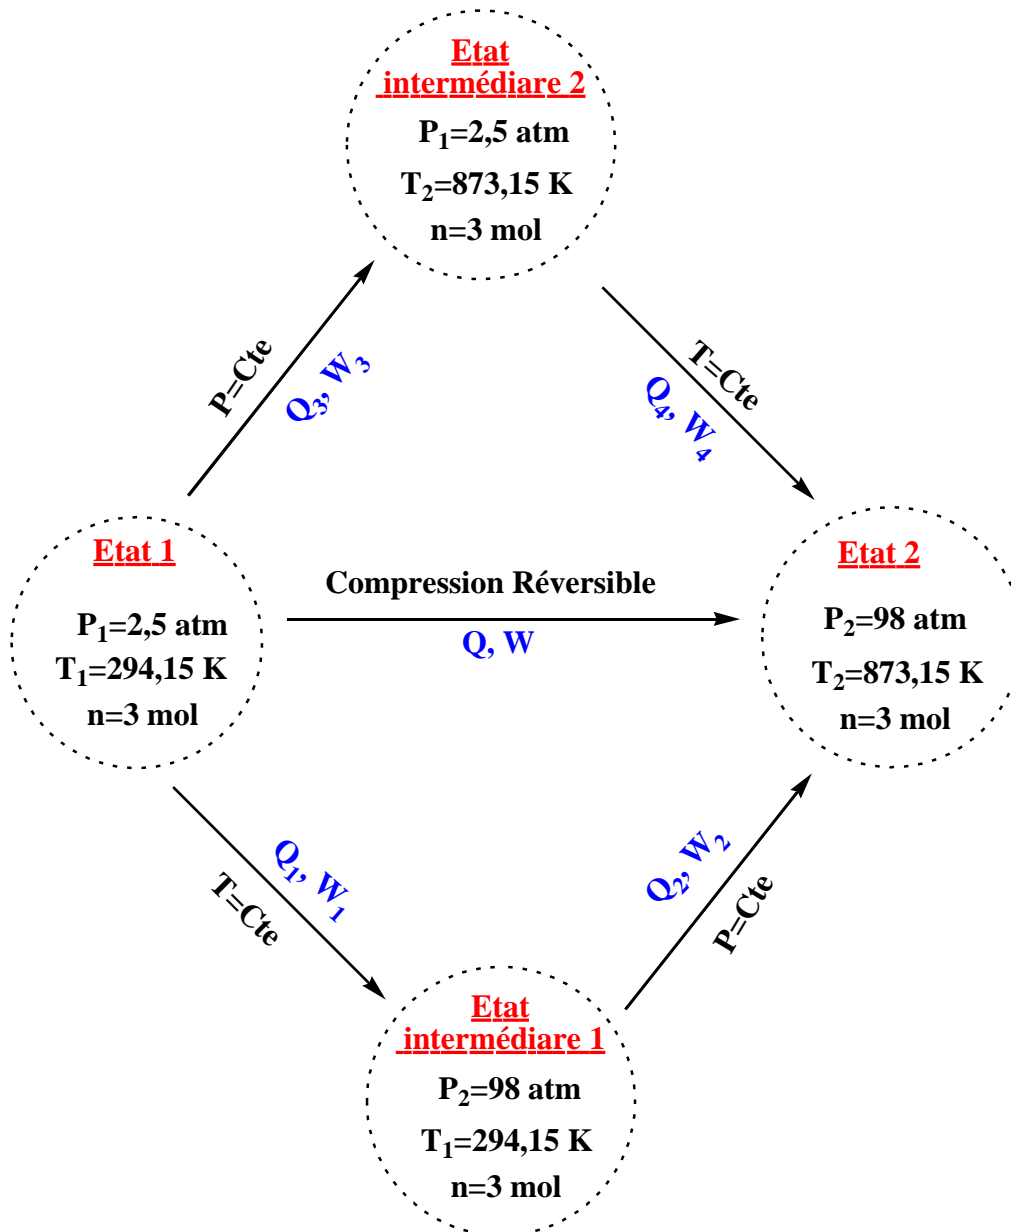 Etat
intermédiare 2
P₁=2,5 atm
T₂=873,15 K
n=3 mol
P=Cte
Q₃, W₃
T=Cte
Q₄, W₄
Etat 1
P₁=2,5 atm
T₁=294,15 K
n=3 mol
Compression Réversible
Q, W
Etat 2
P₂=98 atm
T₂=873,15 K
n=3 mol
Q₁, W₁
T=Cte
Q₂, W₂
P=Cte
Etat
intermédiare 1
P₂=98 atm
T₁=294,15 K
n=3 mol